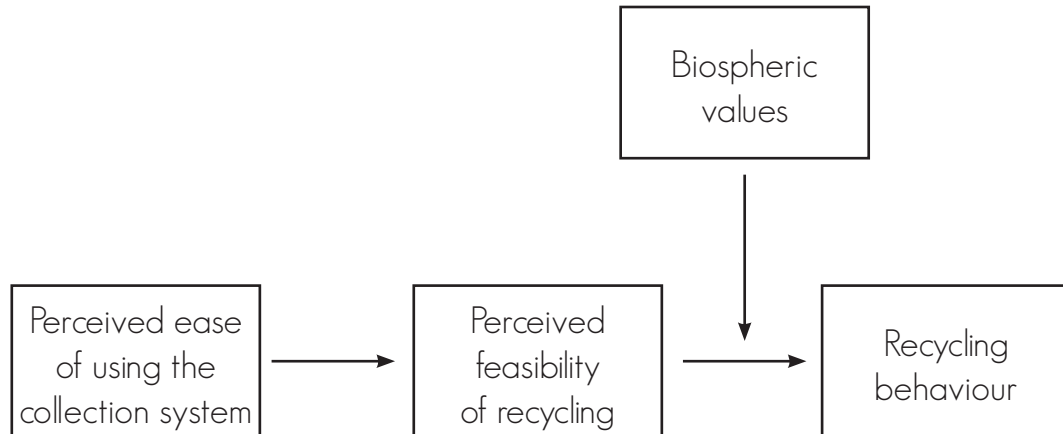 Biospheric
values
Perceived ease
of using the
collection system
Perceived
feasibility
of recycling
Recycling
behaviour